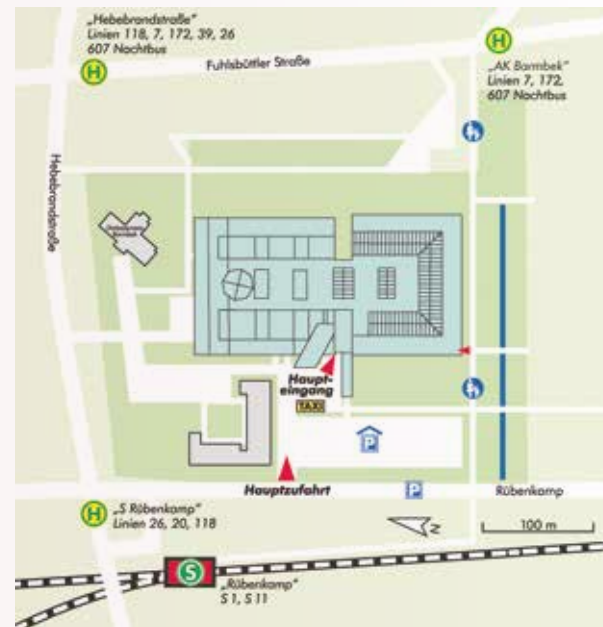 „Hebebrandstraße“
Linien 118, 7, 172, 39, 26
607 Nachtbus
H
Fuhlsbüttler Straße
H
„AK Barmbek“
Linien 7, 172,
607 Nachtbus
Hebebrandstraße
Haupt-
eingang
TAXI
P
Hauptzufahrt
P
Rübenkamp
H
„S Rübenkamp“
Linien 26, 20, 118
N
100 m
S
„Rübenkamp“
S 1, S 11